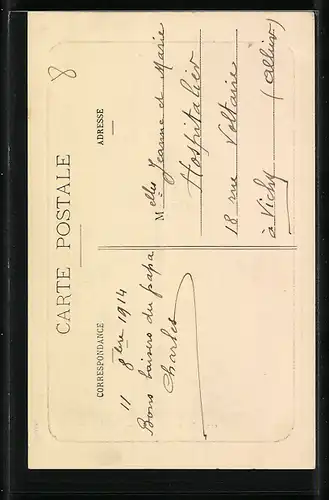 8
CARTE POSTALE
CORRESPONDANCE
11 8ère 1914
Bons baisers du papa
Charles
ADRESSE
Melles Jeanne et Marie
Hospitalier
18 rue Voltaire
à Vichy (Allier)